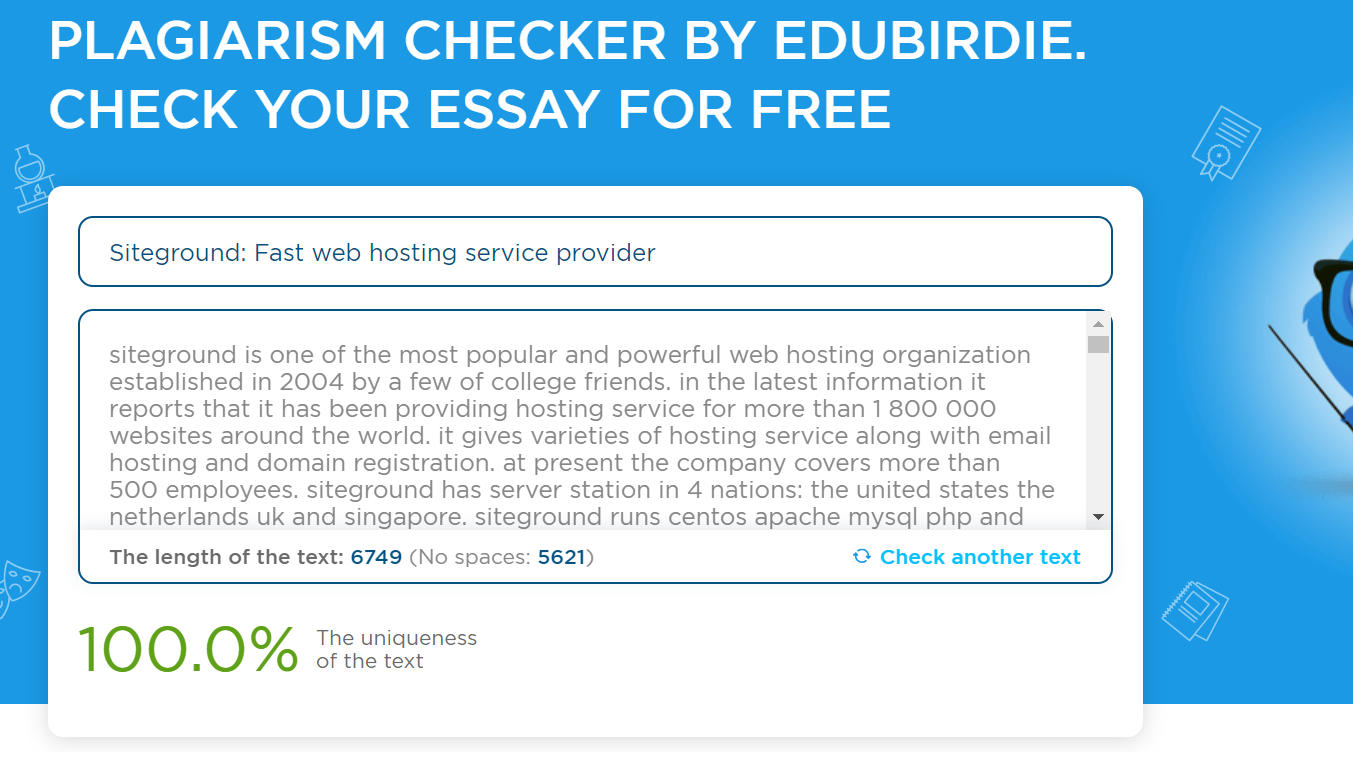 PLAGIARISM CHECKER BY EDUBIRDIE.
CHECK YOUR ESSAY FOR FREE
Siteground: Fast web hosting service provider
siteground is one of the most popular and powerful web hosting organization
established in 2004 by a few of college friends. in the latest information it
reports that it has been providing hosting service for more than 1 800 000
websites around the world. it gives varieties of hosting service along with email
hosting and domain registration. at present the company covers more than
500 employees. siteground has server station in 4 nations: the united states the
netherlands uk and singapore. siteground runs centos apache mysql php and
The length of the text: 6749 (No spaces: 5621)
Check another text
100.0%
The uniqueness
of the text